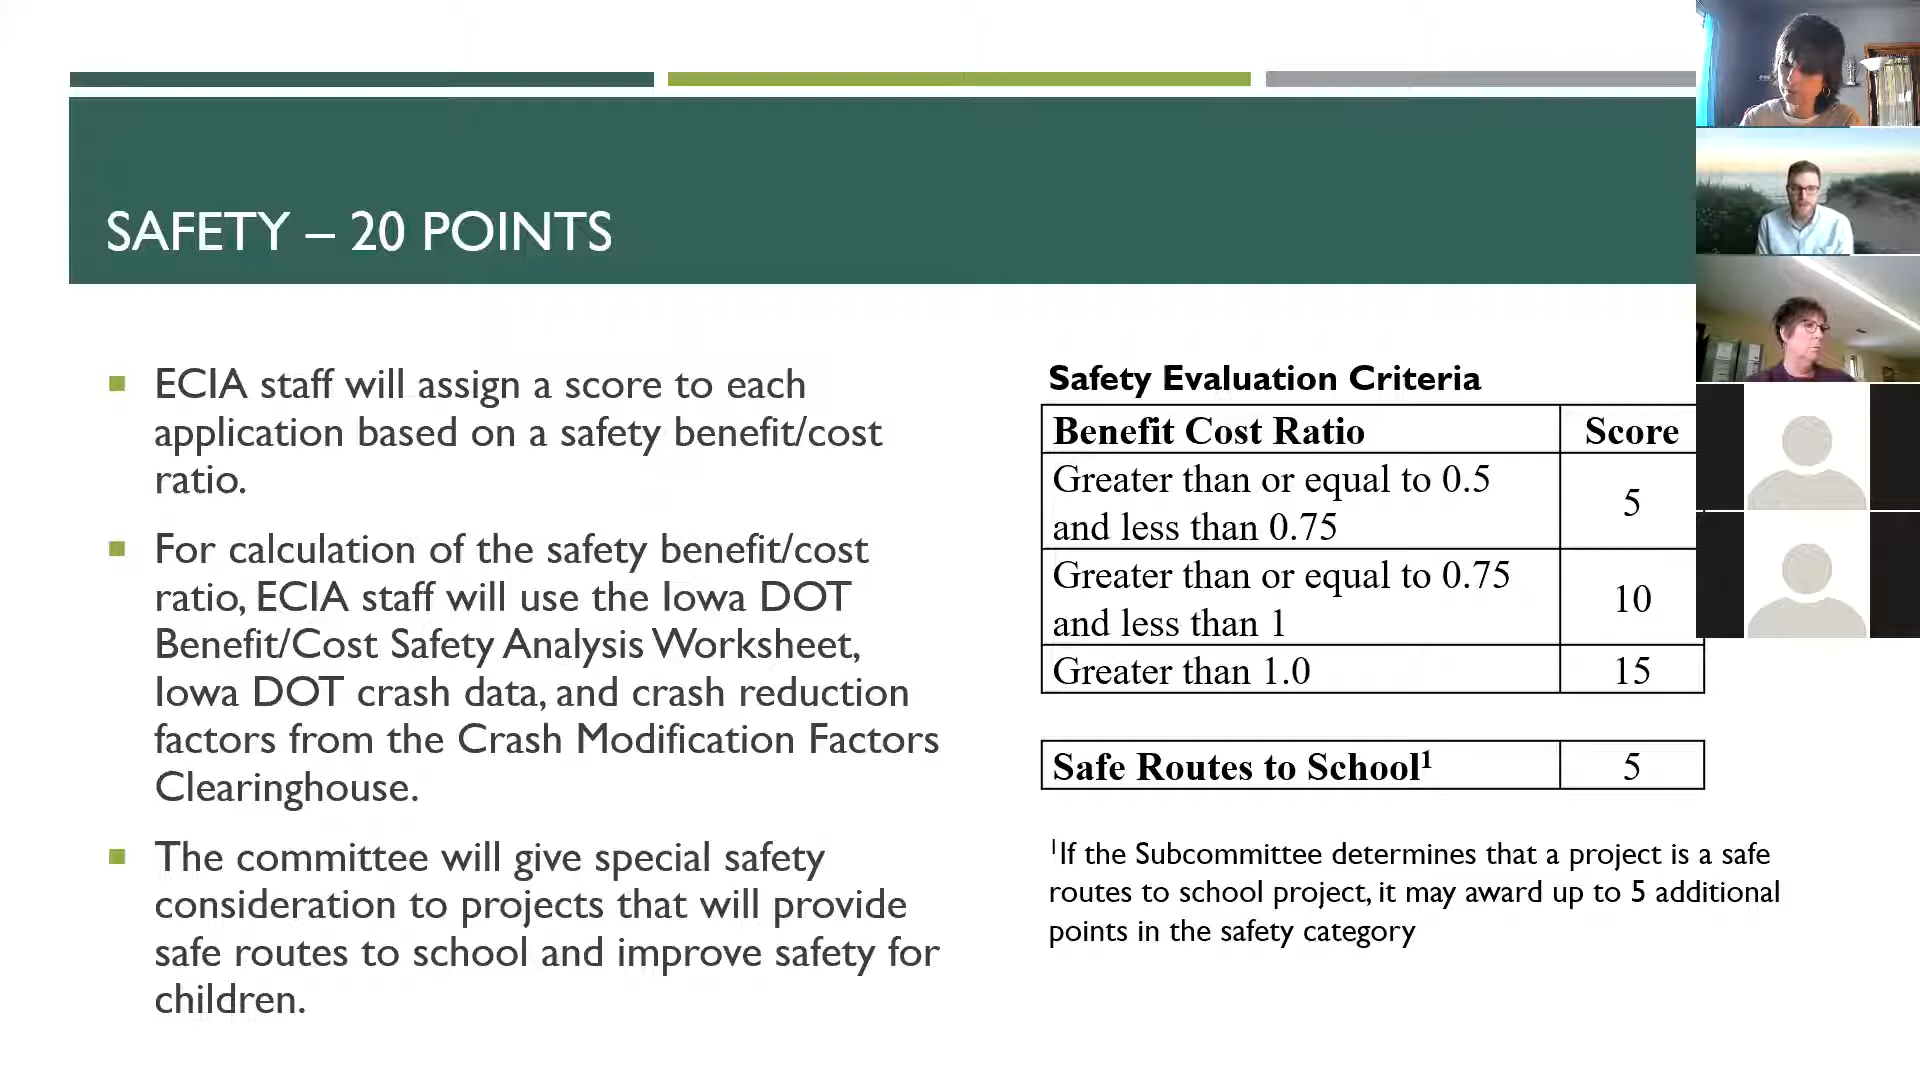 SAFETY – 20 POINTS
ECIA staff will assign a score to each
application based on a safety benefit/cost
ratio.
For calculation of the safety benefit/cost
ratio, ECIA staff will use the Iowa DOT
Benefit/Cost Safety Analysis Worksheet,
Iowa DOT crash data, and crash reduction
factors from the Crash Modification Factors
Clearinghouse.
The committee will give special safety
consideration to projects that will provide
safe routes to school and improve safety for
children.
Safety Evaluation Criteria
Benefit Cost Ratio Score
Greater than or equal to 0.5
and less than 0.75 5
Greater than or equal to 0.75
and less than 1 10
Greater than 1.0 15
Safe Routes to School¹ 5
¹If the Subcommittee determines that a project is a safe
routes to school project, it may award up to 5 additional
points in the safety category